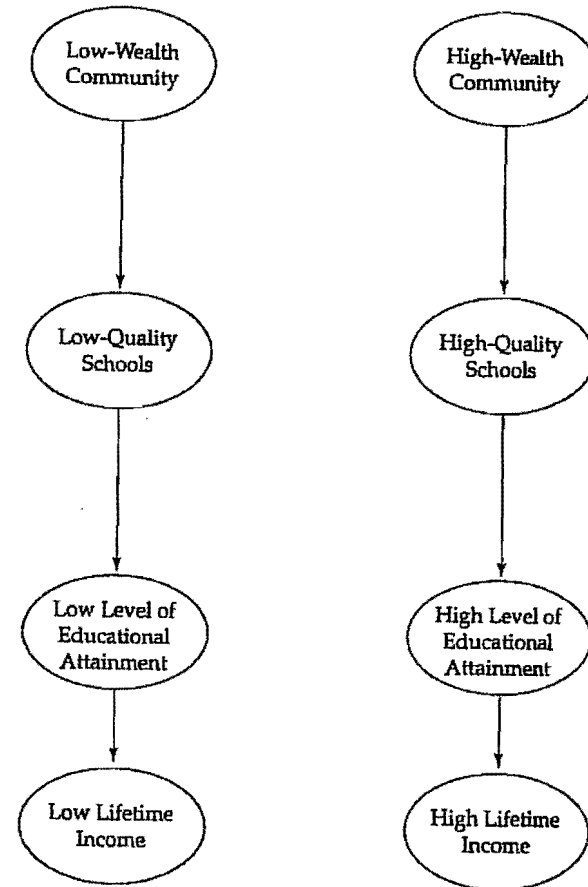 Low-Wealth
Community
High-Wealth
Community
Low-Quality
Schools
High-Quality
Schools
Low Level of
Educational
Attainment
High Level of
Educational
Attainment
Low Lifetime
Income
High Lifetime
Income